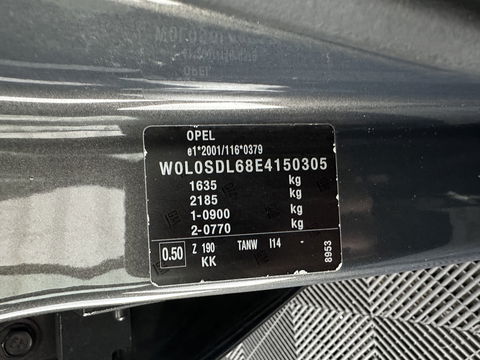 OPEL
e1*2001/116*0379
W0L0SDL68E4150305
1635 kg
2185 kg
1-0900 kg
2-0770 kg
0.50 Z 190 TANW I14
KK
8953